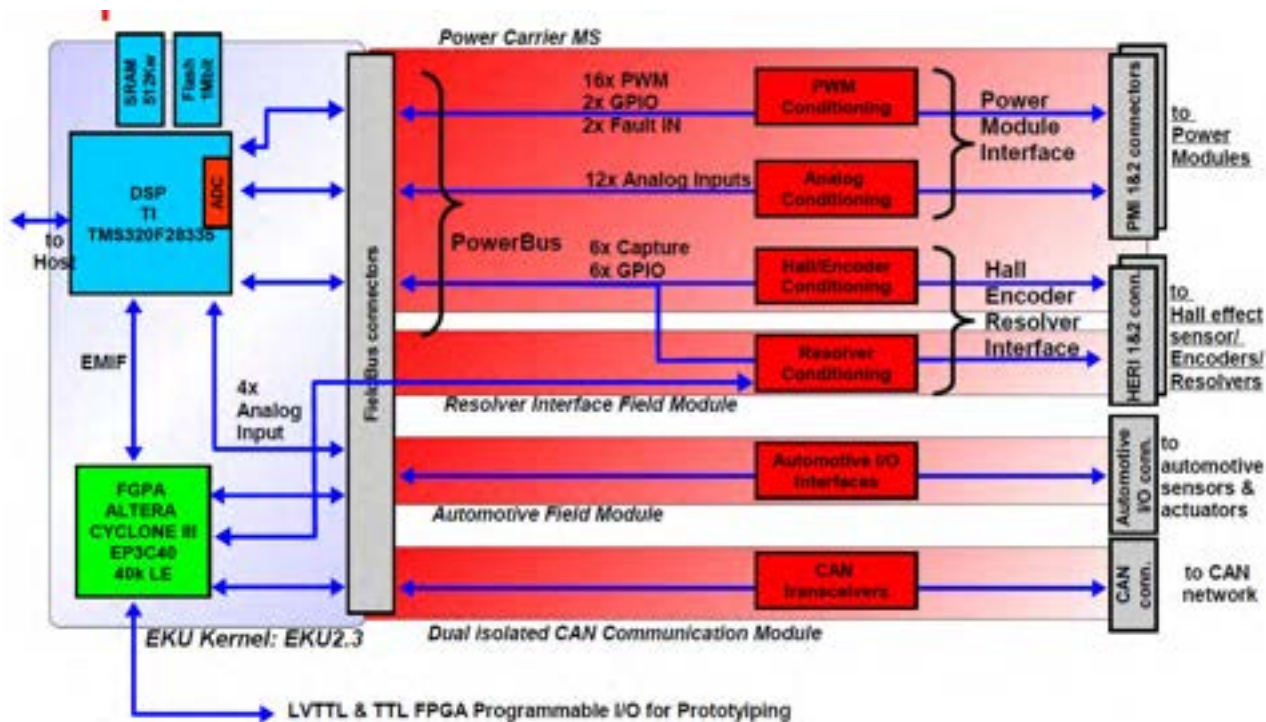 Power Carrier MS
SRAM
512Kw
Flash
1Mbit
DSP
TI
TMS320F28335
ADC
to
Host
EMIF
4x
Analog
Input
FGPA
ALTERA
CYCLONE III
EP3C40
40k LE
EKU Kernel: EKU2.3
FieldBus connectors
PowerBus
16x PWM
2x GPIO
2x Fault IN
12x Analog Inputs
6x Capture
6x GPIO
PWM
Conditioning
Analog
Conditioning
Hall/Encoder
Conditioning
Resolver
Conditioning
Power
Module
Interface
Hall
Encoder
Resolver
Interface
PMI 1&2 connectors
to
Power
Modules
HERI 1&2 conn.
to
Hall effect
sensor/
Encoders/
Resolvers
Resolver Interface Field Module
Automotive I/O
Interfaces
Automotive
I/O conn.
to
automotive
sensors &
actuators
Automotive Field Module
CAN
transceivers
CAN
conn.
to CAN
network
Dual isolated CAN Communication Module
LVTTL & TTL FPGA Programmable I/O for Prototyiping